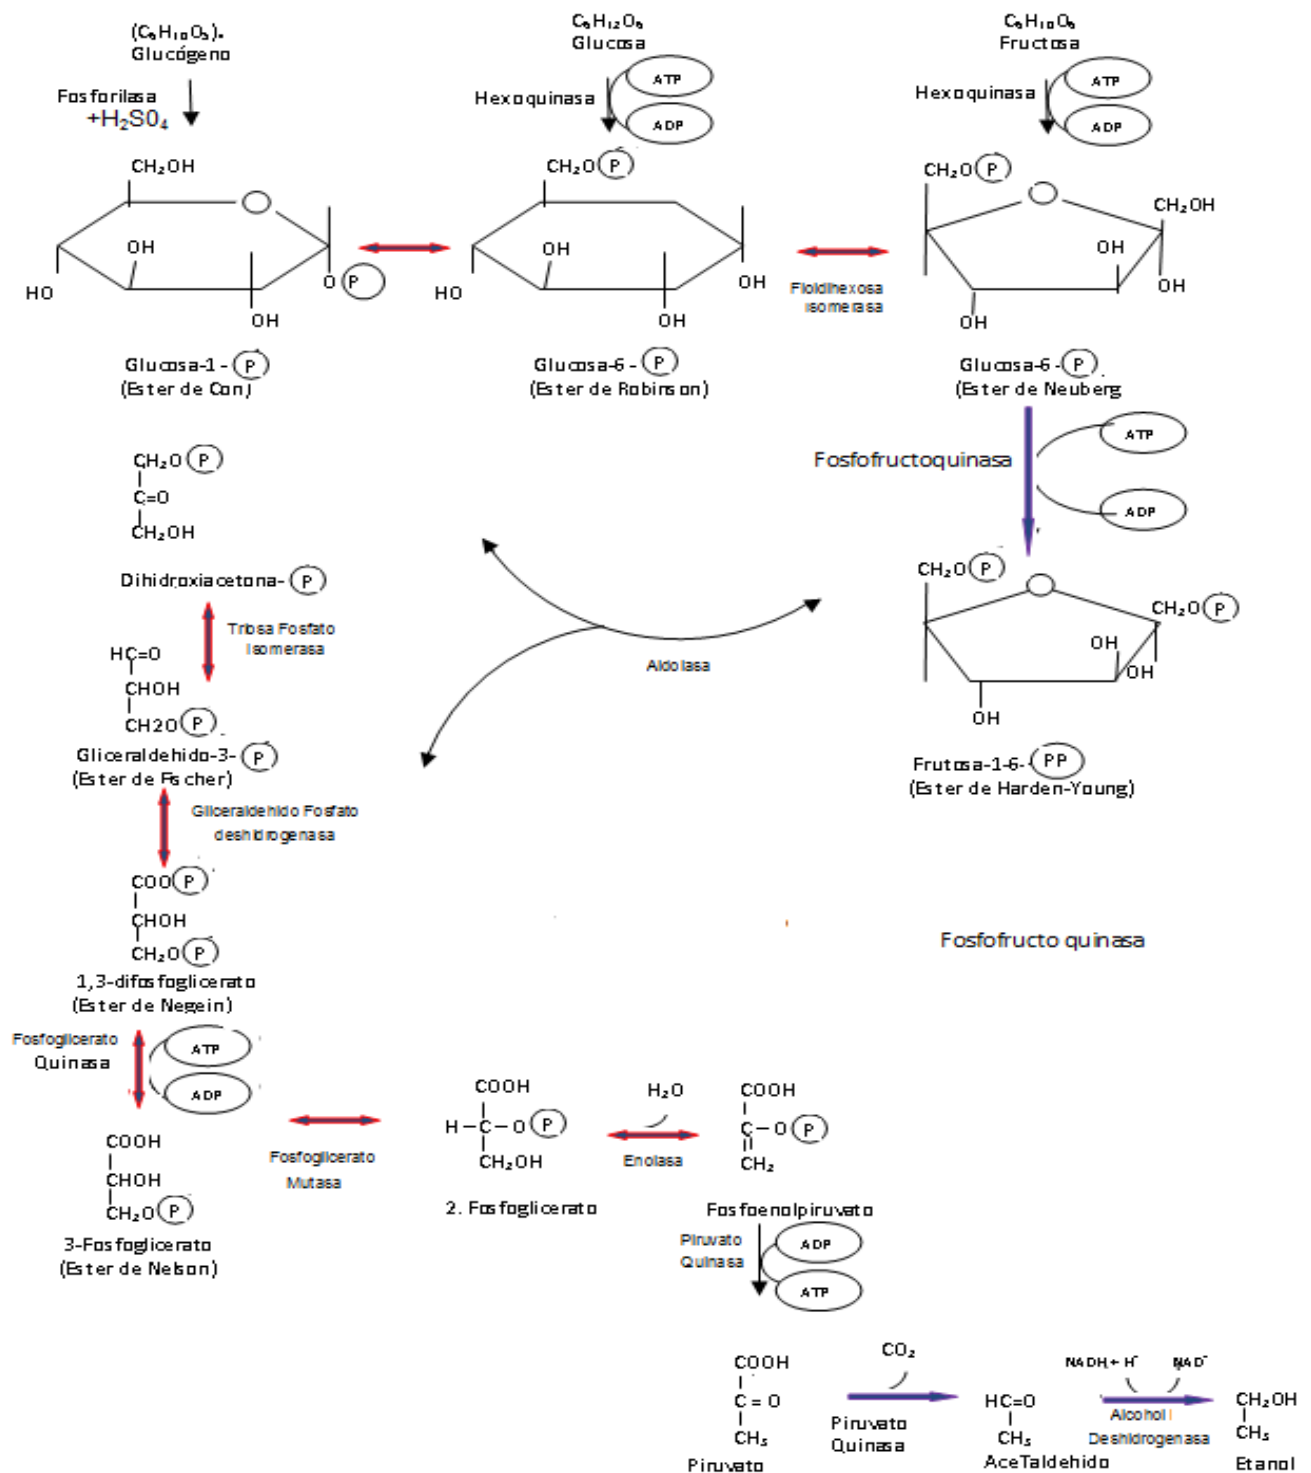 (C₆H₁₀O₅)ₙ
Glucógeno
Fosforilasa
+H₂SO₄
C₆H₁₂O₆
Glucosa
Hexoquinasa
ATP
ADP
C₆H₁₀O₆
Fructosa
Hexoquinasa
ATP
ADP
CH₂OH
OH
HO
OH
O P
CH₂O P
OH
HO
OH
OH
Floidihexosa
isomerasa
CH₂O P
CH₂OH
OH
OH
OH
Glucosa-1- P
(Ester de Cori)
Glucosa-6 - P
(Ester de Robinson)
Glucosa-6- P
(Ester de Neuberg
Fosfofructoquinasa
ATP
ADP
CH₂O P
C=O
CH₂OH
Dihidroxiacetona- P
Triosa Fosfato
Isomerasa
HC=O
CHOH
CH2O P
Gliceraldehido-3- P
(Ester de Fischer)
Aldolasa
CH₂O P
CH₂O P
OH
OH
OH
Frutosa-1-6- PP
(Ester de Harden-Young)
Gliceraldehido Fosfato
deshidrogenasa
COO P
CHOH
CH₂O P
1,3-difosfoglicerato
(Ester de Negein)
Fosfofructo quinasa
Fosfoglicerato
Quinasa
ATP
ADP
COOH
CHOH
CH₂O P
3-Fosfoglicerato
(Ester de Nelson)
Fosfoglicerato
Mutasa
COOH
H – C – O P
CH₂OH
2. Fosfoglicerato
H₂O
Enolasa
COOH
C – O P
CH₂
Fosfoenolpiruvato
Piruvato
Quinasa
ADP
ATP
COOH
C = O
CH₃
Piruvato
CO₂
Piruvato
Quinasa
HC=O
CH₃
AceTaldehido
NADH, + H⁺
NAD⁺
Alcohol
Deshidrogenasa
CH₂OH
CH₃
Etanol